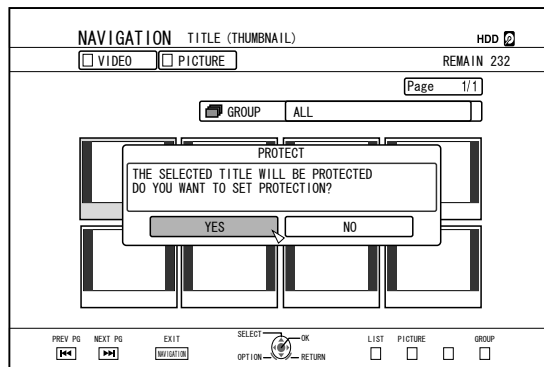 NAVIGATION TITLE (THUMBNAIL) HDD
VIDEO PICTURE REMAIN 232
Page 1/1
GROUP ALL
PROTECT
THE SELECTED TITLE WILL BE PROTECTED
DO YOU WANT TO SET PROTECTION?
YES NO
PREV PG NEXT PG EXIT SELECT OK LIST PICTURE GROUP
NAVIGATION OPTION RETURN